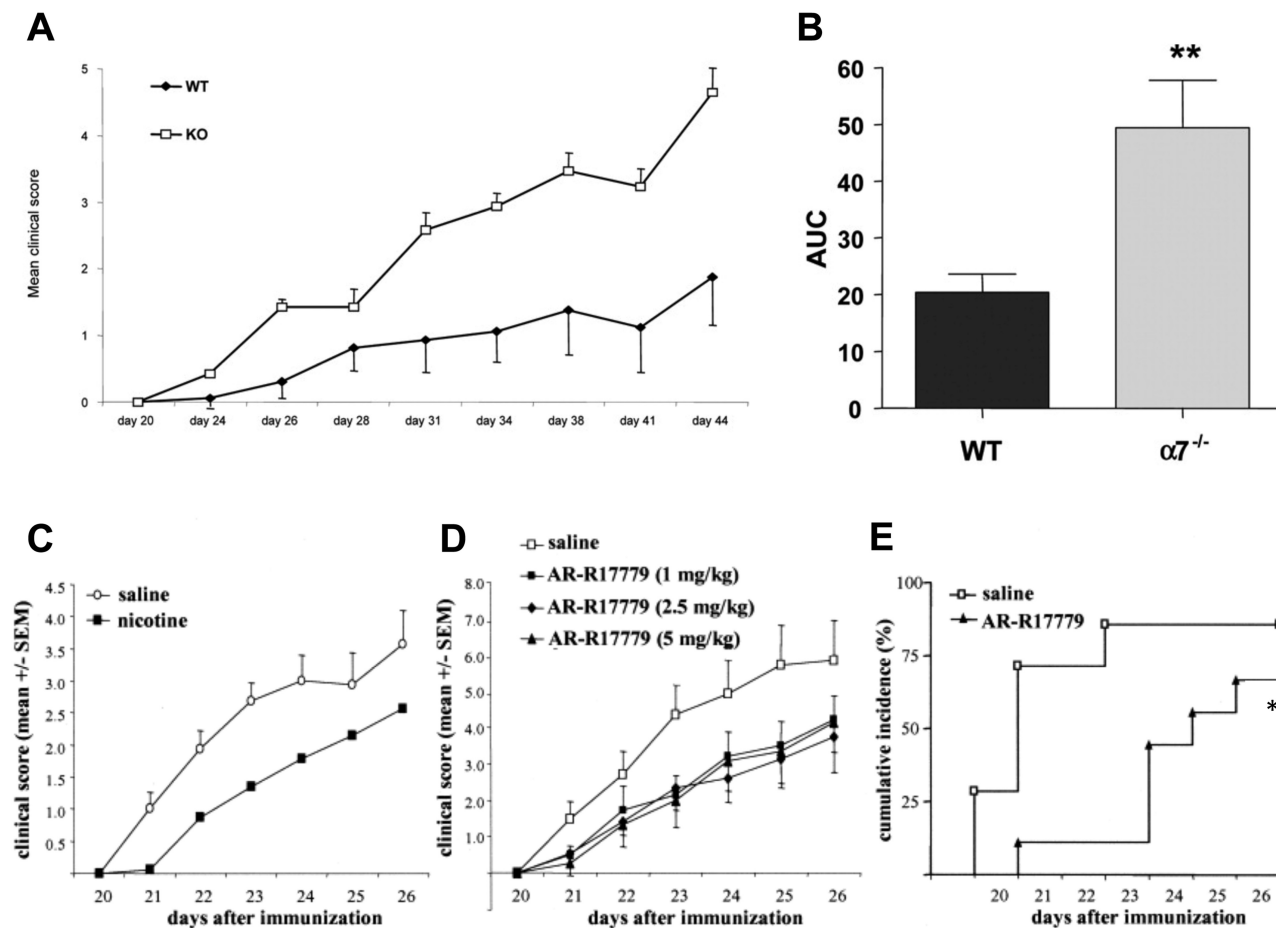 A
5
4
3
2
1
0
Mean clinical score
WT
KO
day 20 day 24 day 26 day 28 day 31 day 34 day 38 day 41 day 44
B
**
60
50
40
30
20
10
0
AUC
WT α7-/-
C
4.5
4.0
3.5
3.0
2.5
2.0
1.5
1.0
0.5
clinical score (mean +/- SEM)
saline
nicotine
20 21 22 23 24 25 26
days after immunization
D
saline
AR-R17779 (1 mg/kg)
AR-R17779 (2.5 mg/kg)
AR-R17779 (5 mg/kg)
8.0
7.0
6.0
5.0
4.0
3.0
2.0
1.0
clinical score (mean +/- SEM)
20 21 22 23 24 25 26
days after immunization
E
100
75
50
25
cumulative incidence (%)
saline
AR-R17779
*
20 21 22 23 24 25 26
days after immunization